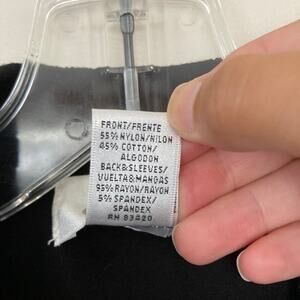 FRONT/FRENTE
55% NYLON/NILON
45% COTTON/
ALGODON
BACK&SLEEVES/
VUELTA&MANGAS
95% RAYON/RAYON
5% SPANDEX/
SPANDEX
RN 83420